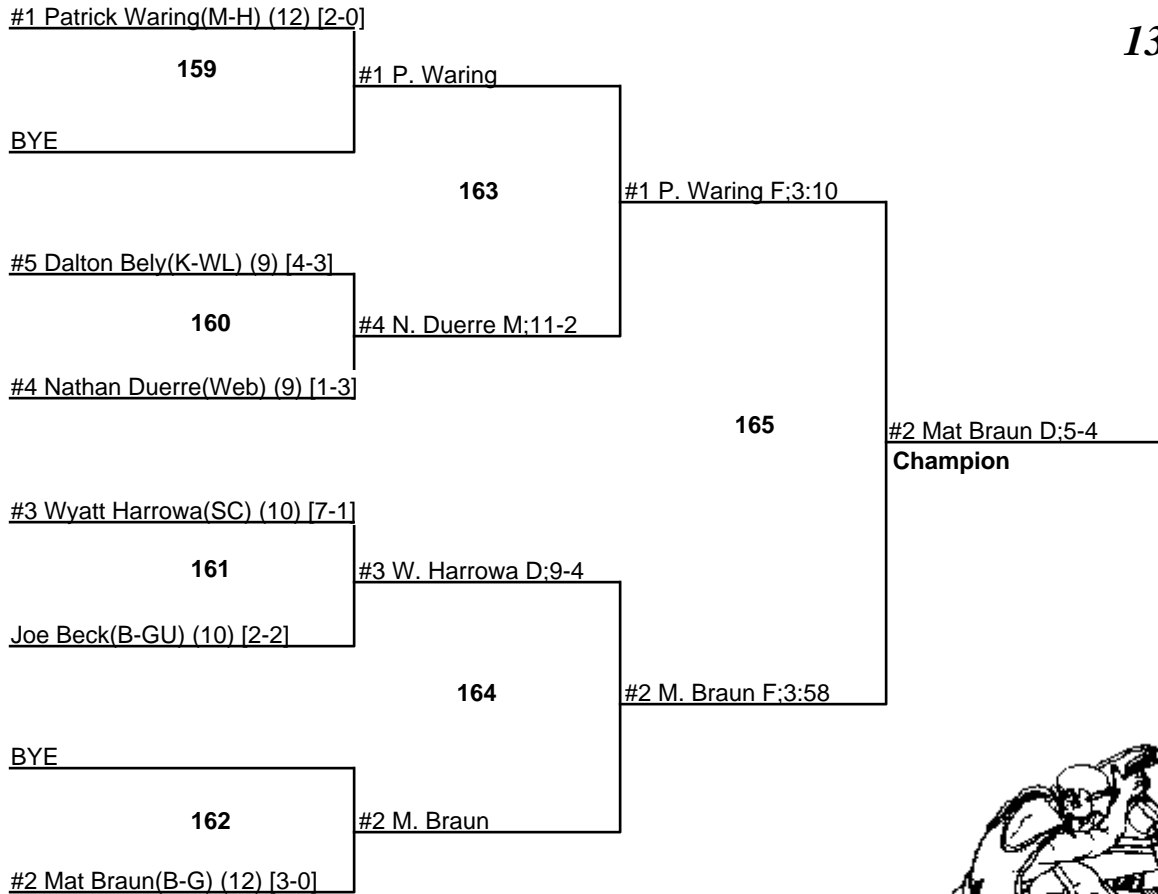 #1 Patrick Waring(M-H) (12) [2-0]
13
159
#1 P. Waring
BYE
163
#1 P. Waring F;3:10
#5 Dalton Bely(K-WL) (9) [4-3]
160
#4 N. Duerre M;11-2
#4 Nathan Duerre(Web) (9) [1-3]
165
#2 Mat Braun D;5-4
Champion
#3 Wyatt Harrowa(SC) (10) [7-1]
161
#3 W. Harrowa D;9-4
Joe Beck(B-GU) (10) [2-2]
164
#2 M. Braun F;3:58
BYE
162
#2 M. Braun
#2 Mat Braun(B-G) (12) [3-0]